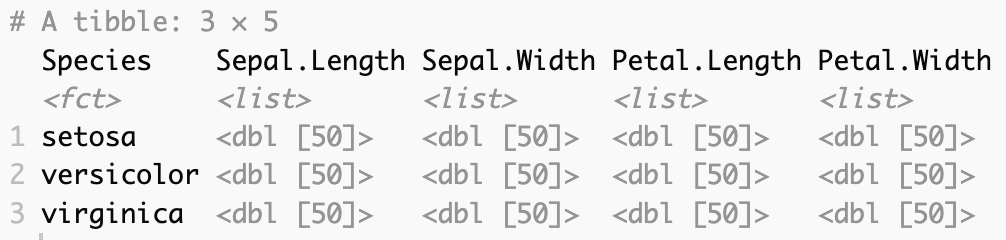 # A tibble: 3 × 5
Species Sepal.Length Sepal.Width Petal.Length Petal.Width
<fct> <list> <list> <list> <list>
1 setosa <dbl [50]> <dbl [50]> <dbl [50]> <dbl [50]>
2 versicolor <dbl [50]> <dbl [50]> <dbl [50]> <dbl [50]>
3 virginica <dbl [50]> <dbl [50]> <dbl [50]> <dbl [50]>